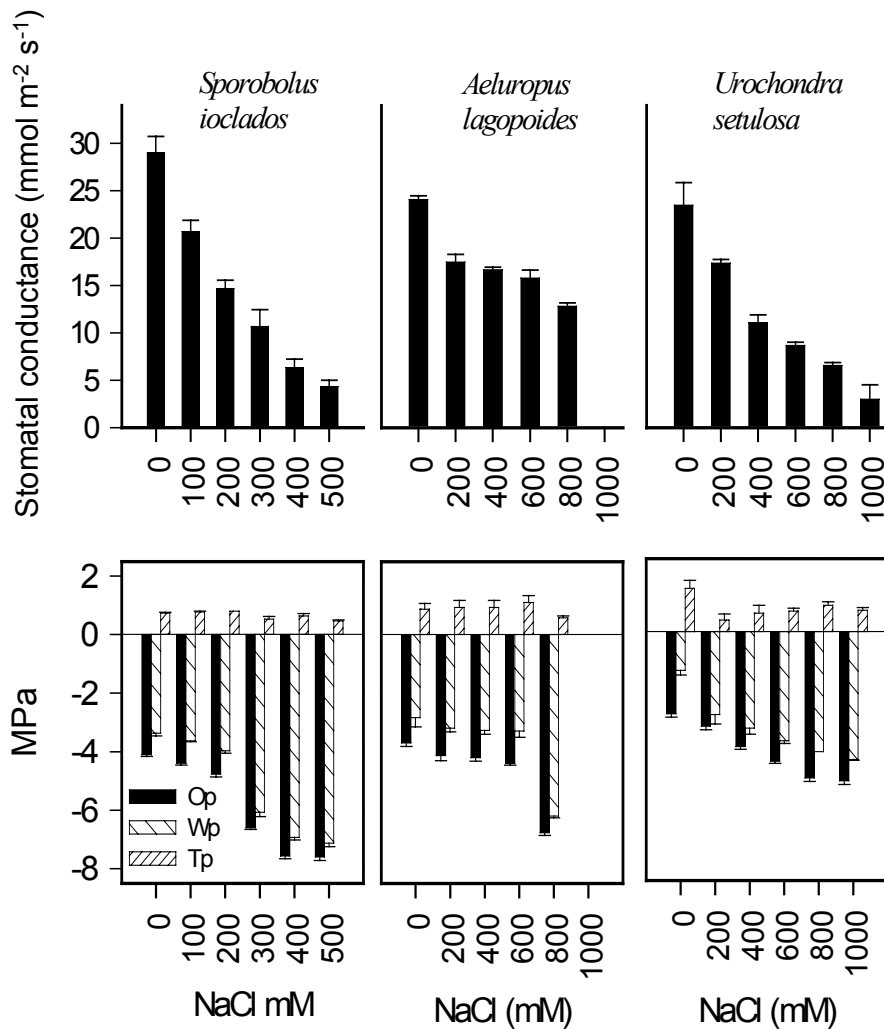 Stomatal conductance (mmol m-2 s-1)
Sporobolus
ioclados
Aeluropus
lagopoides
Urochondra
setulosa
30
25
20
15
10
5
0
0 100 200 300 400 500
0 200 400 600 800 1000
0 200 400 600 800 1000
MPa
2
0
-2
-4
-6
-8
Op
Wp
Tp
0 100 200 300 400 500
0 200 400 600 800 1000
0 200 400 600 800 1000
NaCl mM
NaCl (mM)
NaCl (mM)